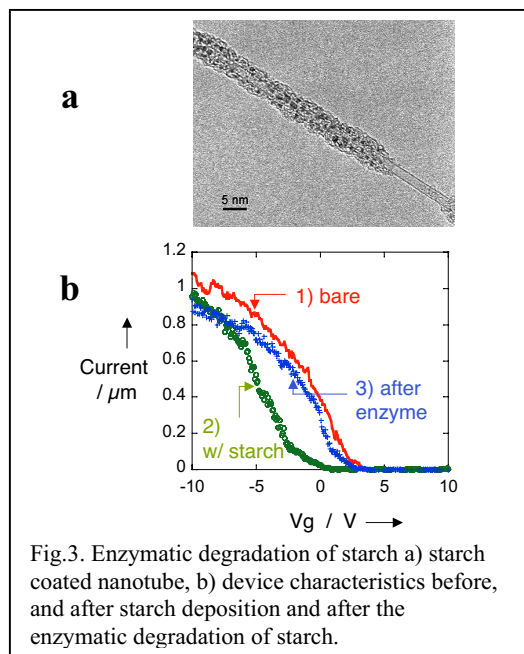 a
5 nm
b
1.2
1
0.8
0.6
0.4
0.2
0
Current
/ µm
1) bare
3) after
enzyme
2)
w/ starch
-10 -5 0 5 10
Vg / V
Fig.3. Enzymatic degradation of starch a) starch
coated nanotube, b) device characteristics before,
and after starch deposition and after the
enzymatic degradation of starch.